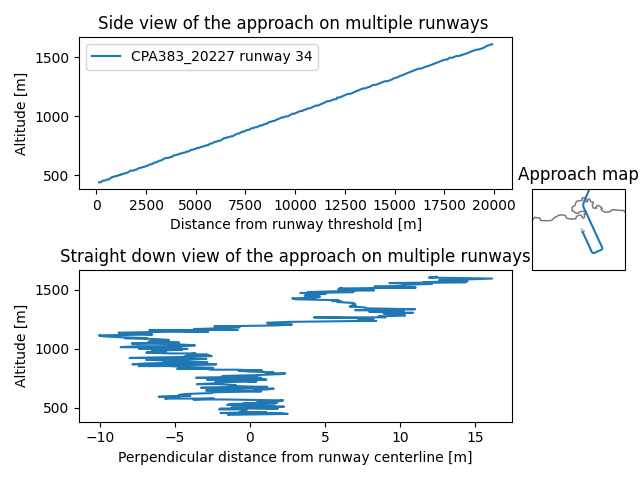 Side view of the approach on multiple runways
CPA383_20227 runway 34
Altitude [m]
1500
1000
500
0 2500 5000 7500 10000 12500 15000 17500 20000
Distance from runway threshold [m]
Approach map
Straight down view of the approach on multiple runways
Altitude [m]
1500
1000
500
−10 −5 0 5 10 15
Perpendicular distance from runway centerline [m]